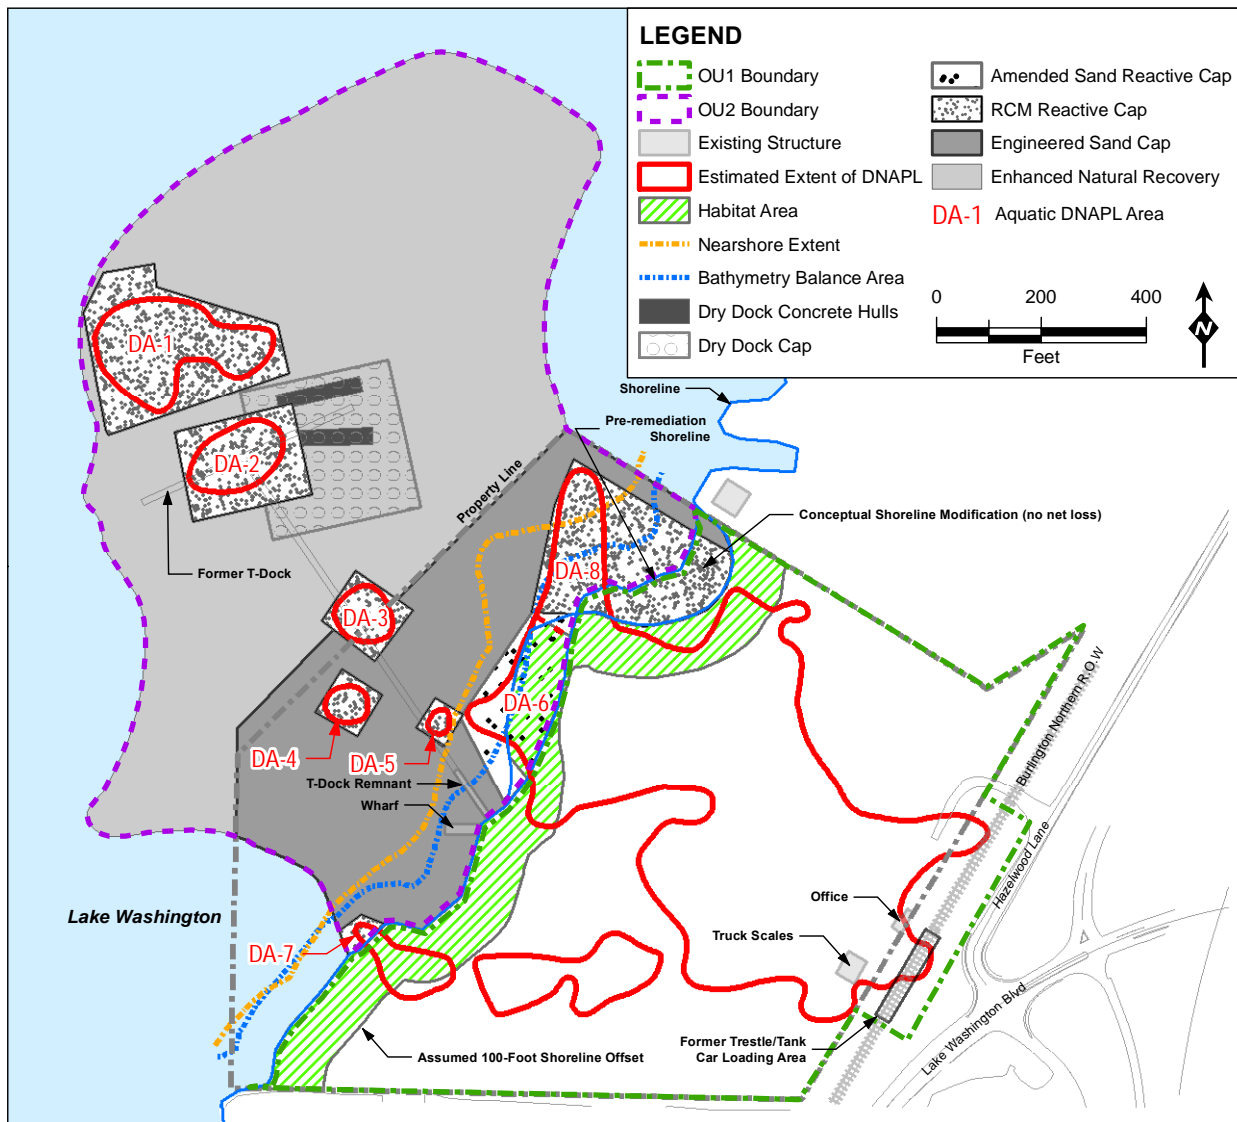 LEGEND
OU1 Boundary
OU2 Boundary
Existing Structure
Estimated Extent of DNAPL
Habitat Area
Nearshore Extent
Bathymetry Balance Area
Dry Dock Concrete Hulls
Dry Dock Cap
Amended Sand Reactive Cap
RCM Reactive Cap
Engineered Sand Cap
Enhanced Natural Recovery
DA-1 Aquatic DNAPL Area
0 200 400
Feet
N
Shoreline
Pre-remediation
Shoreline
Property Line
Conceptual Shoreline Modification (no net loss)
DA-1
DA-2
Former T-Dock
DA-8
DA-3
DA-6
DA-4
DA-5
T-Dock Remnant
Wharf
Burlington Northern R.O.W
Hazelwood Lane
Lake Washington
Office
Truck Scales
DA-7
Lake Washington Blvd
Assumed 100-Foot Shoreline Offset
Former Trestle/Tank
Car Loading Area